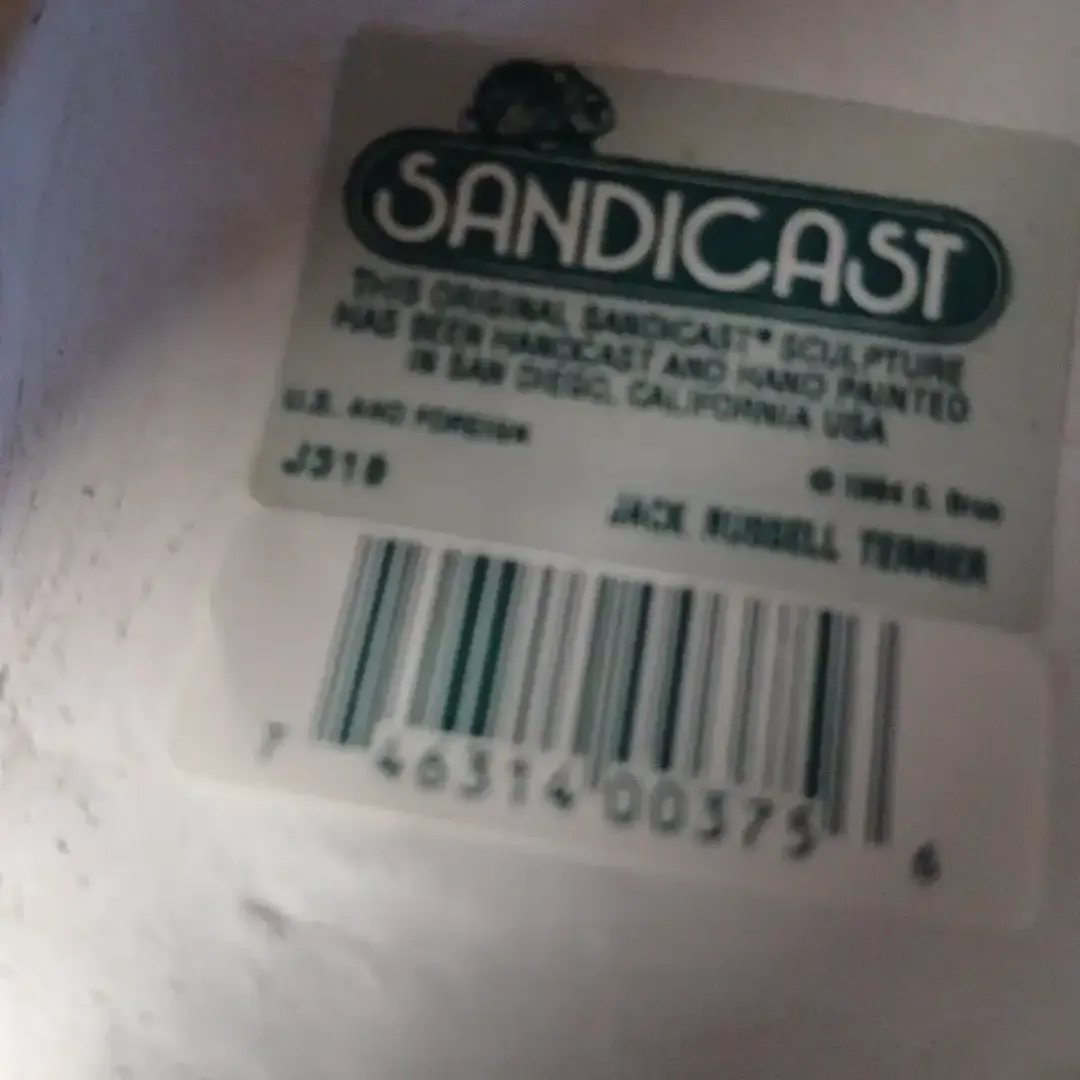 SANDICAST
THIS ORIGINAL SANDICAST® SCULPTURE
HAS BEEN HANDCAST AND HAND PAINTED
IN SAN DIEGO, CALIFORNIA USA
U.S. AND FOREIGN
© S.
JACK RUSSELL TERRIER
7 46314 00375 6